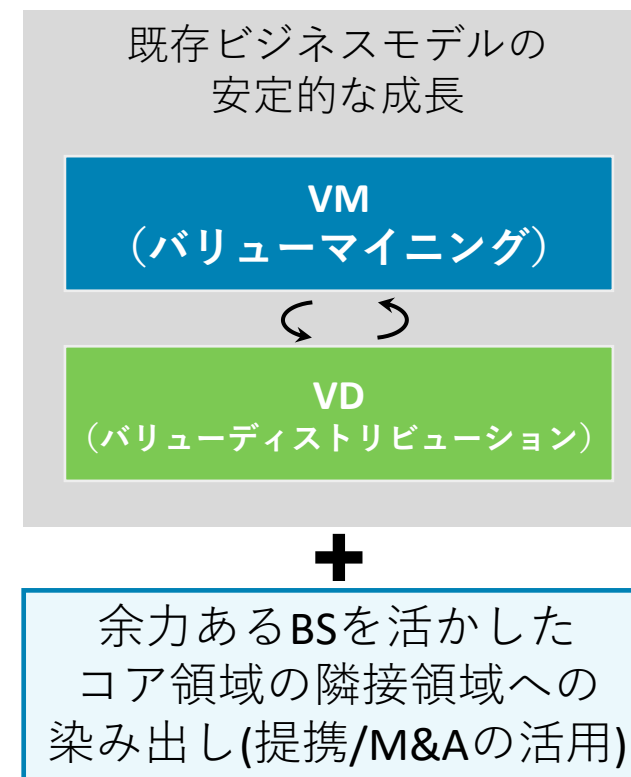 既存ビジネスモデルの
安定的な成長
VM
（バリューマイニング）
VD
（バリューディストリビューション）
+
余力あるBSを活かした
コア領域の隣接領域への
染み出し(提携/M&Aの活用)